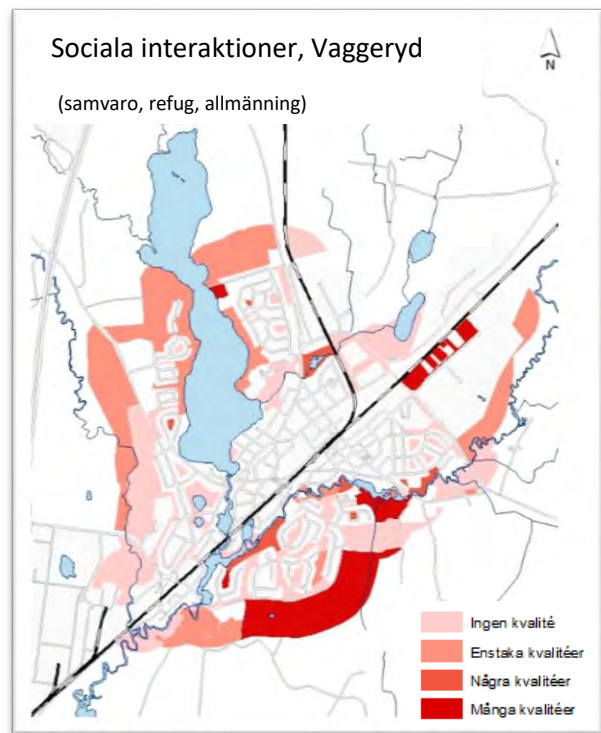 Sociala interaktioner, Vaggeryd
N
(samvaro, refug, allmänning)
Ingen kvalité
Enstaka kvalitéer
Några kvalitéer
Många kvalitéer